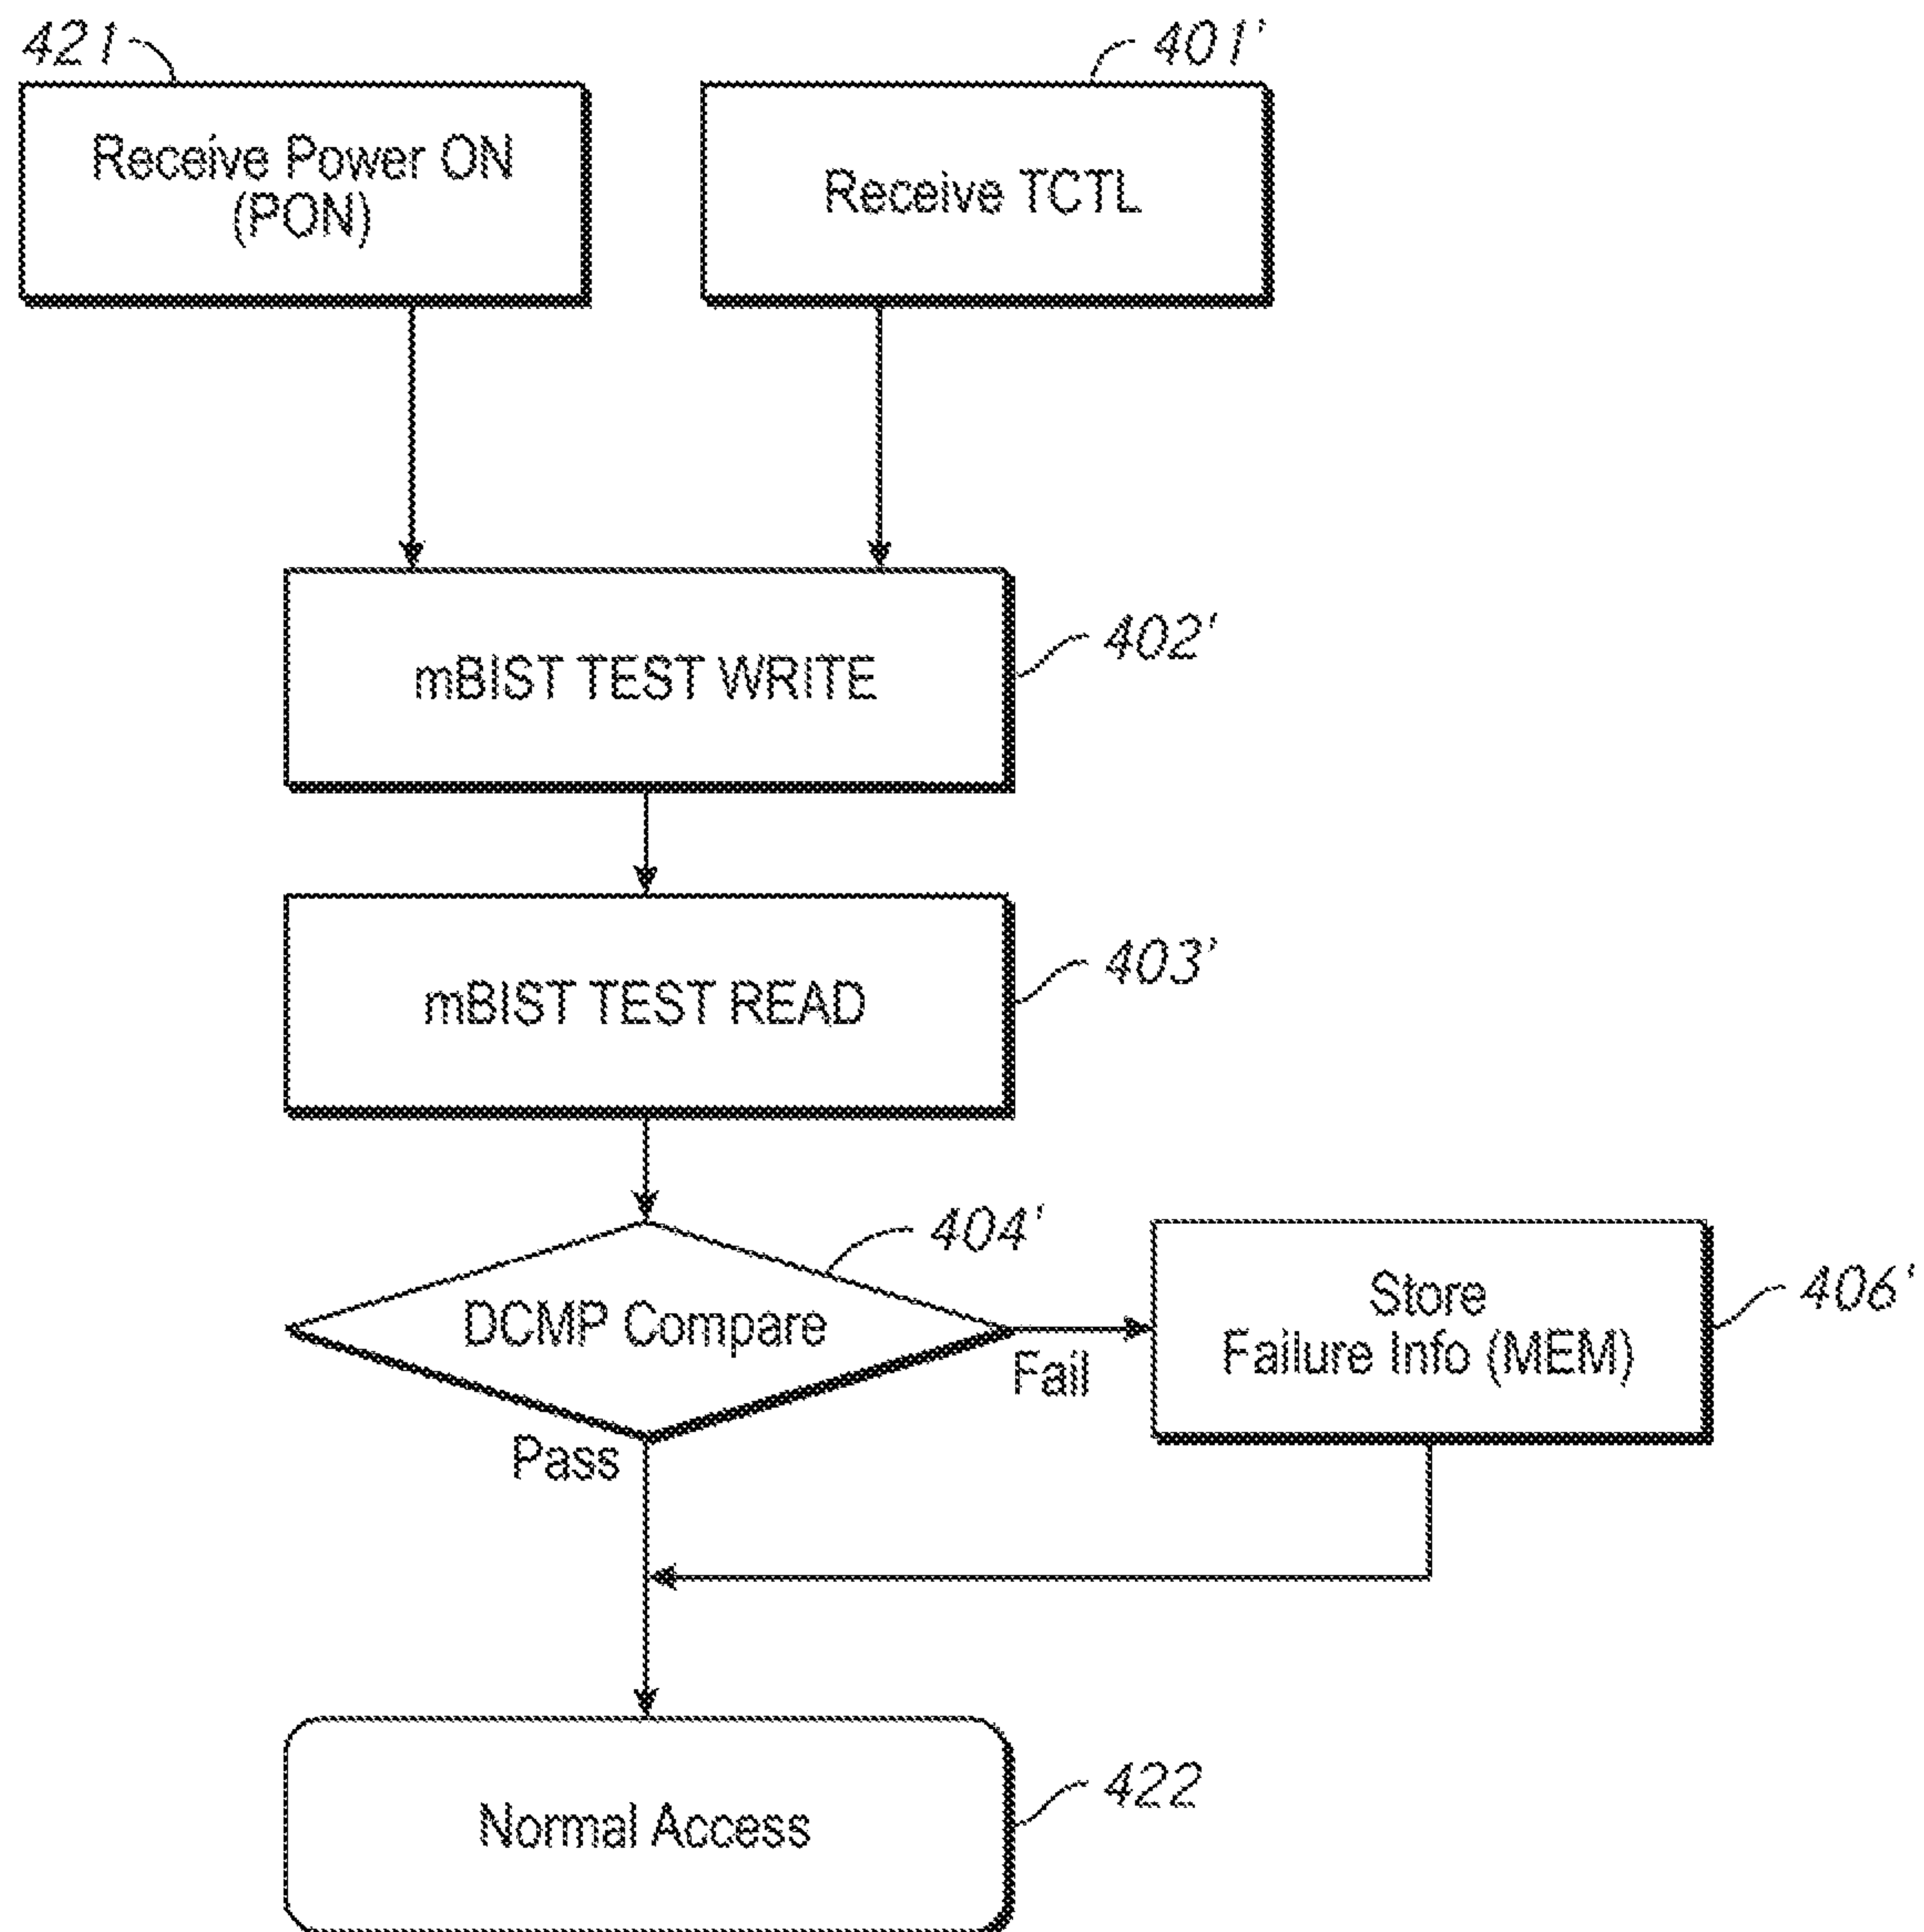 421
401'
Receive Power ON
(PON)
Receive TCTL
mBIST TEST WRITE
402'
mBIST TEST READ
403'
404'
DCMP Compare
Fail
Store
Failure Info (MEM)
406'
Pass
Normal Access
422